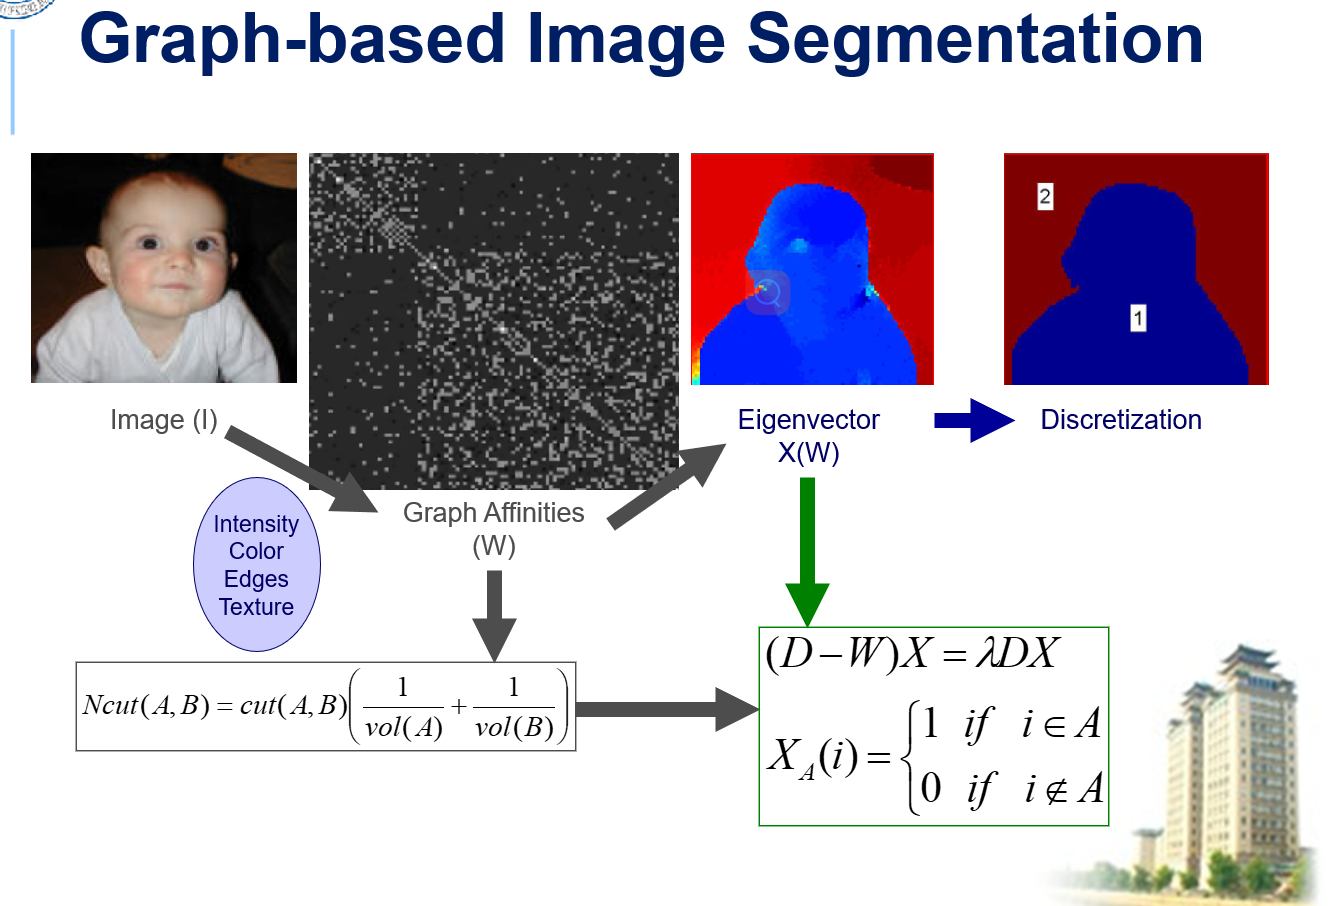 Graph-based Image Segmentation
2
1
Image (I)
Eigenvector
X(W)
Discretization
Graph Affinities
(W)
Intensity
Color
Edges
Texture
Ncut(A, B) = cut(A, B)(1/vol(A) + 1/vol(B))
(D − W)X = λDX
X_A(i) = {1 if i ∈ A
0 if i ∉ A